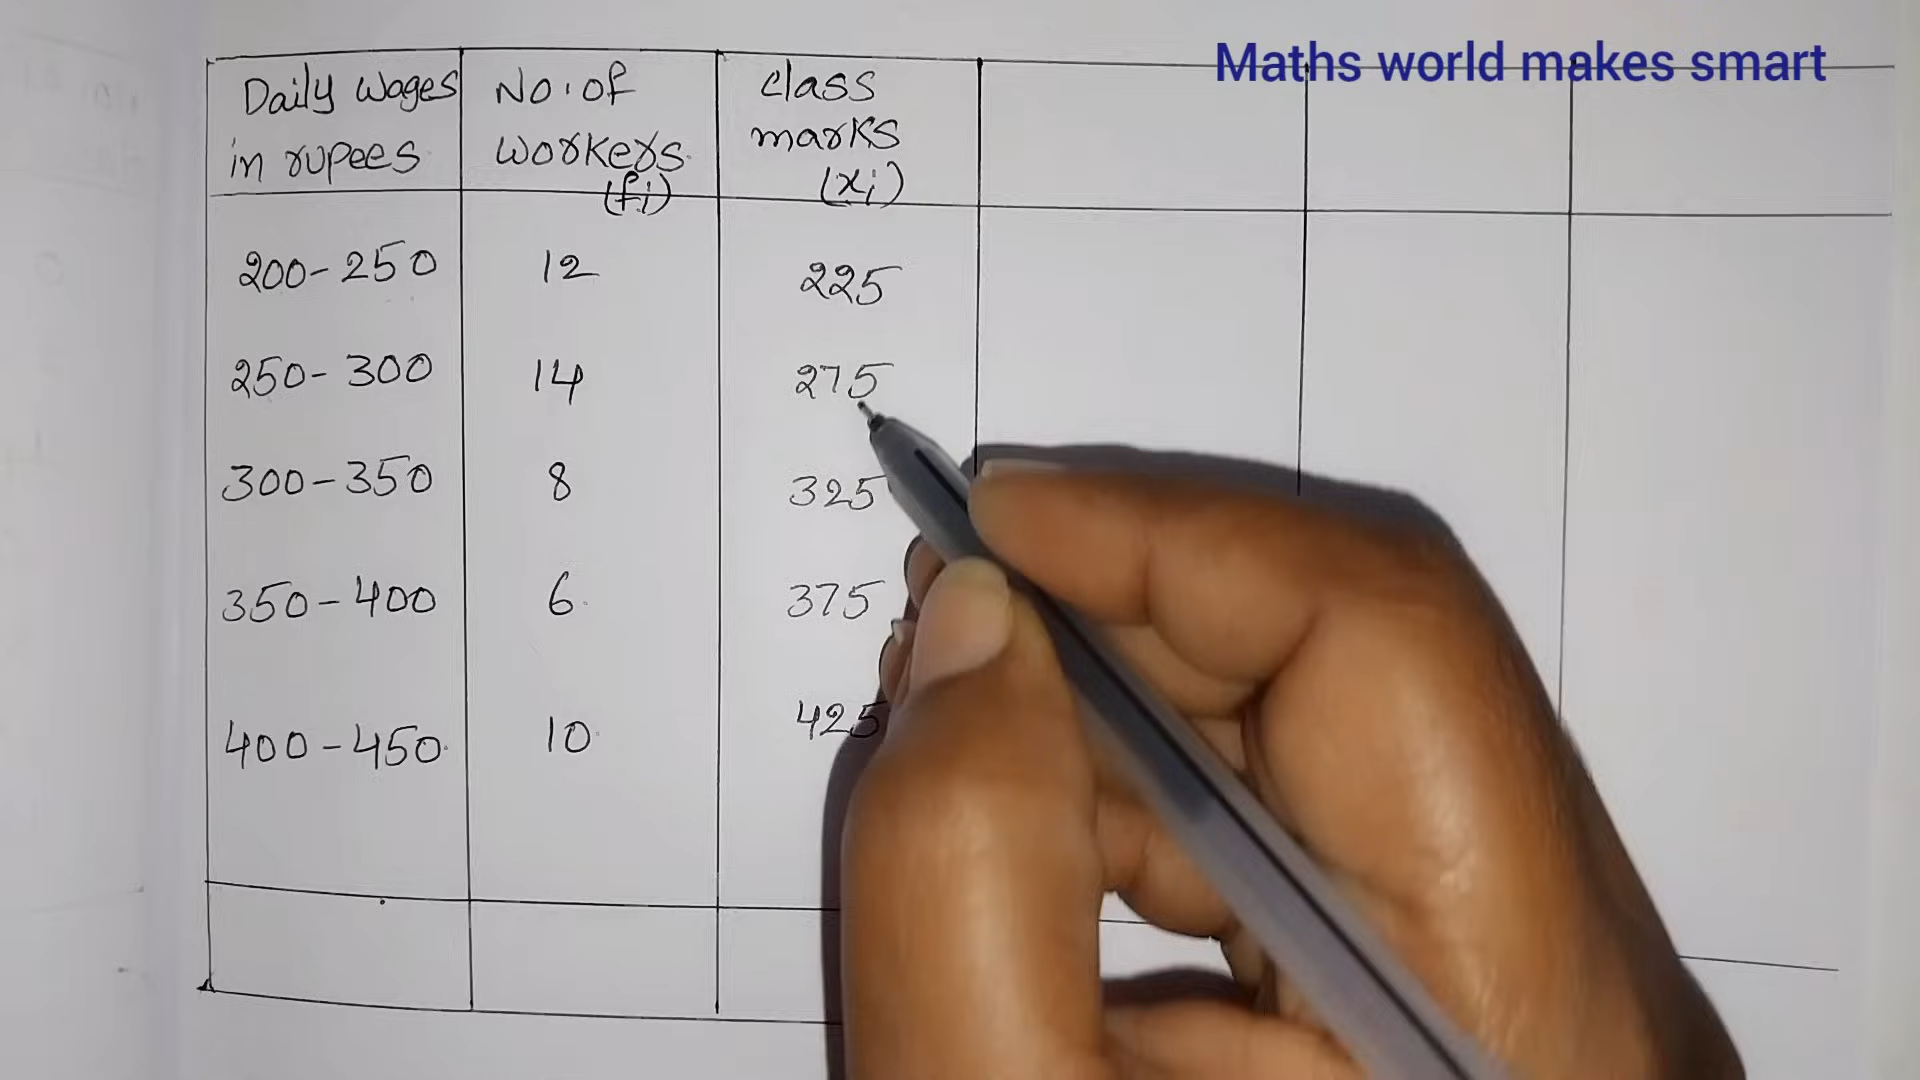 Maths world makes smart
Daily Wages
in rupees
No. of
workers.
(fi)
class
marks
(xi)
200-250 12 225
250-300 14 275
300-350 8 325
350-400 6. 375
400-450. 10. 425